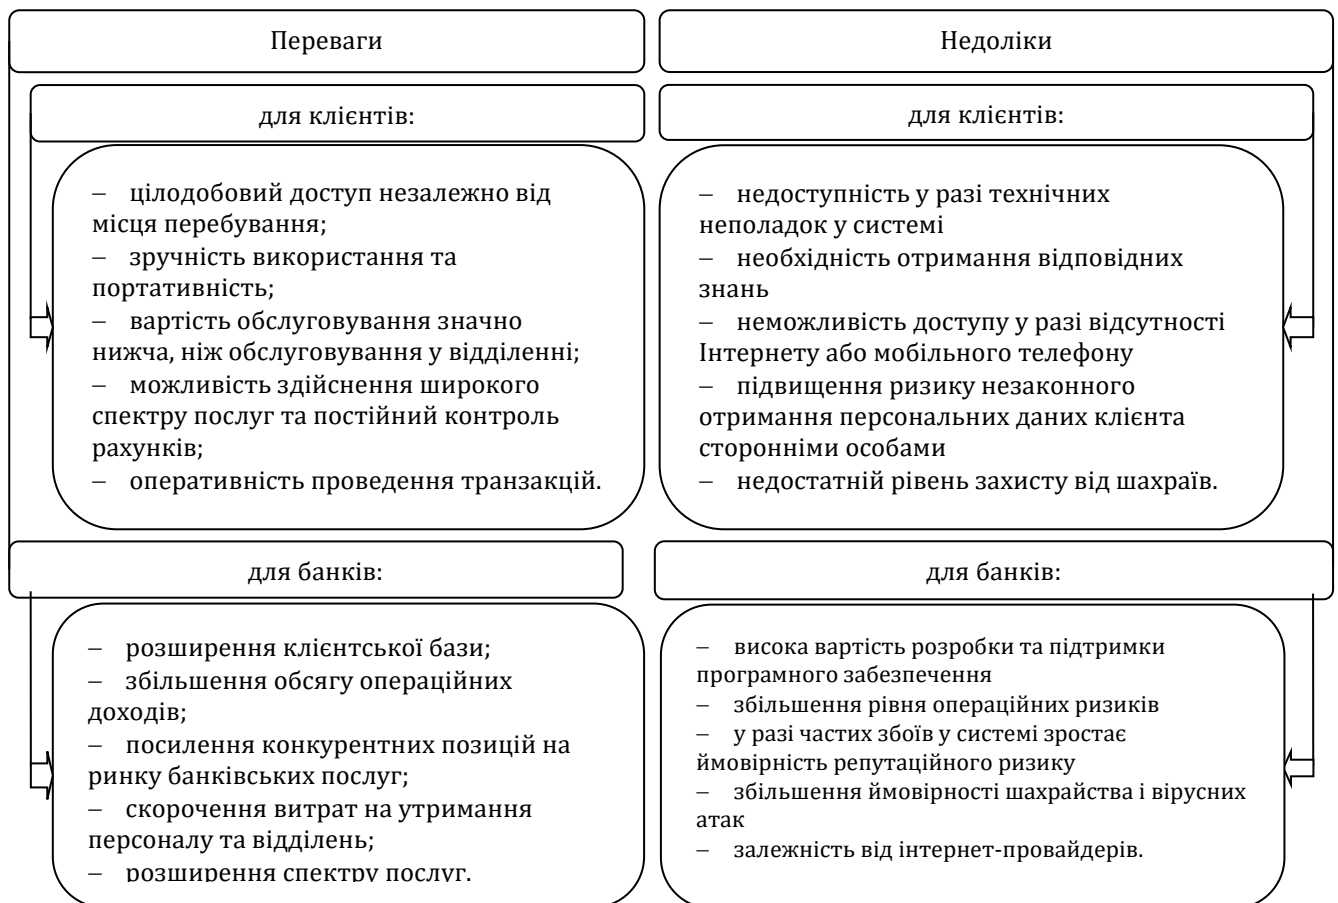 Переваги
Недоліки
для клієнтів:
для клієнтів:
– цілодобовий доступ незалежно від
місця перебування;
– зручність використання та
портативність;
– вартість обслуговування значно
нижча, ніж обслуговування у відділенні;
– можливість здійснення широкого
спектру послуг та постійний контроль
рахунків;
– оперативність проведення транзакцій.
– недоступність у разі технічних
неполадок у системі
– необхідність отримання відповідних
знань
– неможливість доступу у разі відсутності
Інтернету або мобільного телефону
– підвищення ризику незаконного
отримання персональних даних клієнта
сторонніми особами
– недостатній рівень захисту від шахраїв.
для банків:
для банків:
– розширення клієнтської бази;
– збільшення обсягу операційних
доходів;
– посилення конкурентних позицій на
ринку банківських послуг;
– скорочення витрат на утримання
персоналу та відділень;
– розширення спектру послуг.
– висока вартість розробки та підтримки
програмного забезпечення
– збільшення рівня операційних ризиків
– у разі частих збоїв у системі зростає
ймовірність репутаційного ризику
– збільшення ймовірності шахрайства і вірусних
атак
– залежність від інтернет-провайдерів.